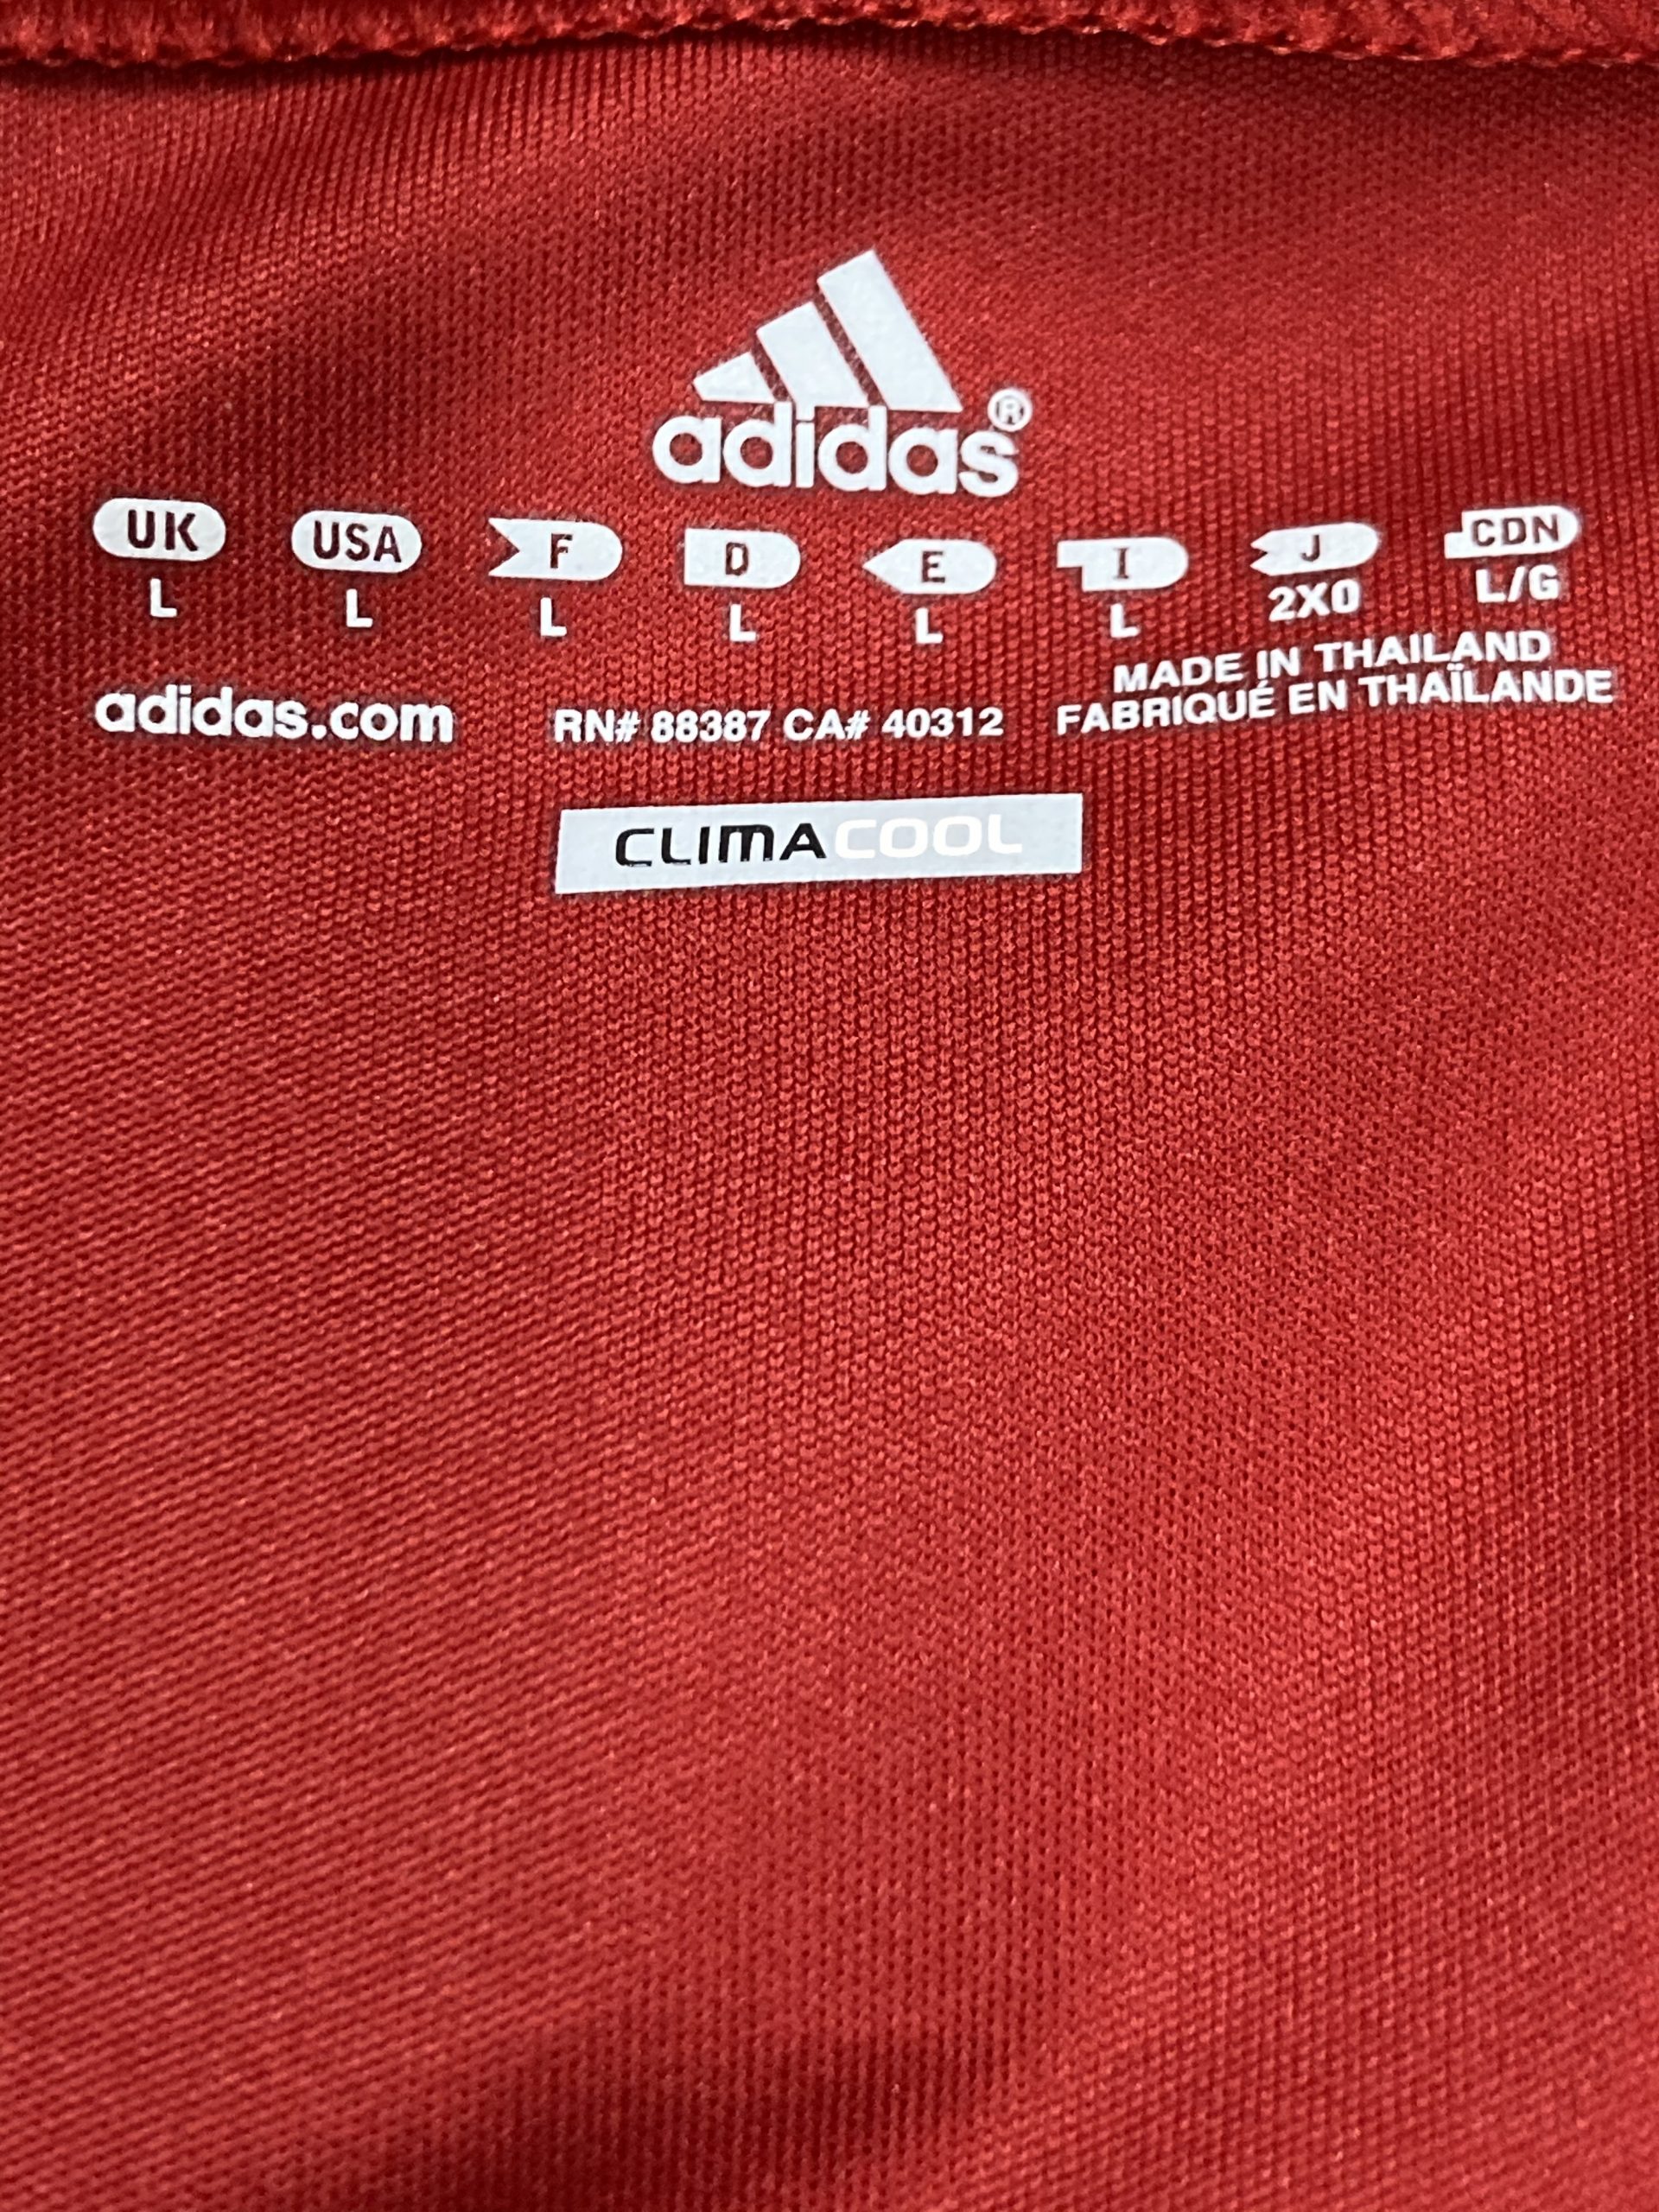 adidas®
UK USA F D E I J CDN
L L L L L L 2XO L/G
adidas.com RN# 88387 CA# 40312 MADE IN THAILAND
FABRIQUÉ EN THAÏLANDE
CLIMACOOL